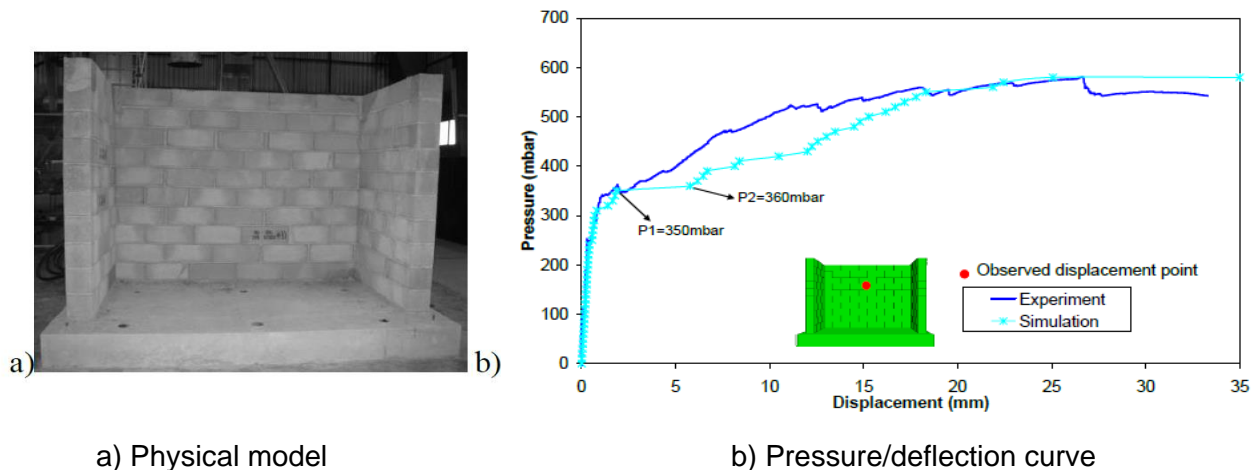 a)
b)
Pressure (mbar)
700
600
500
400
300
200
100
0
P1=350mbar
P2=360mbar
Observed displacement point
Experiment
Simulation
0 5 10 15 20 25 30 35
Displacement (mm)
a) Physical model
b) Pressure/deflection curve